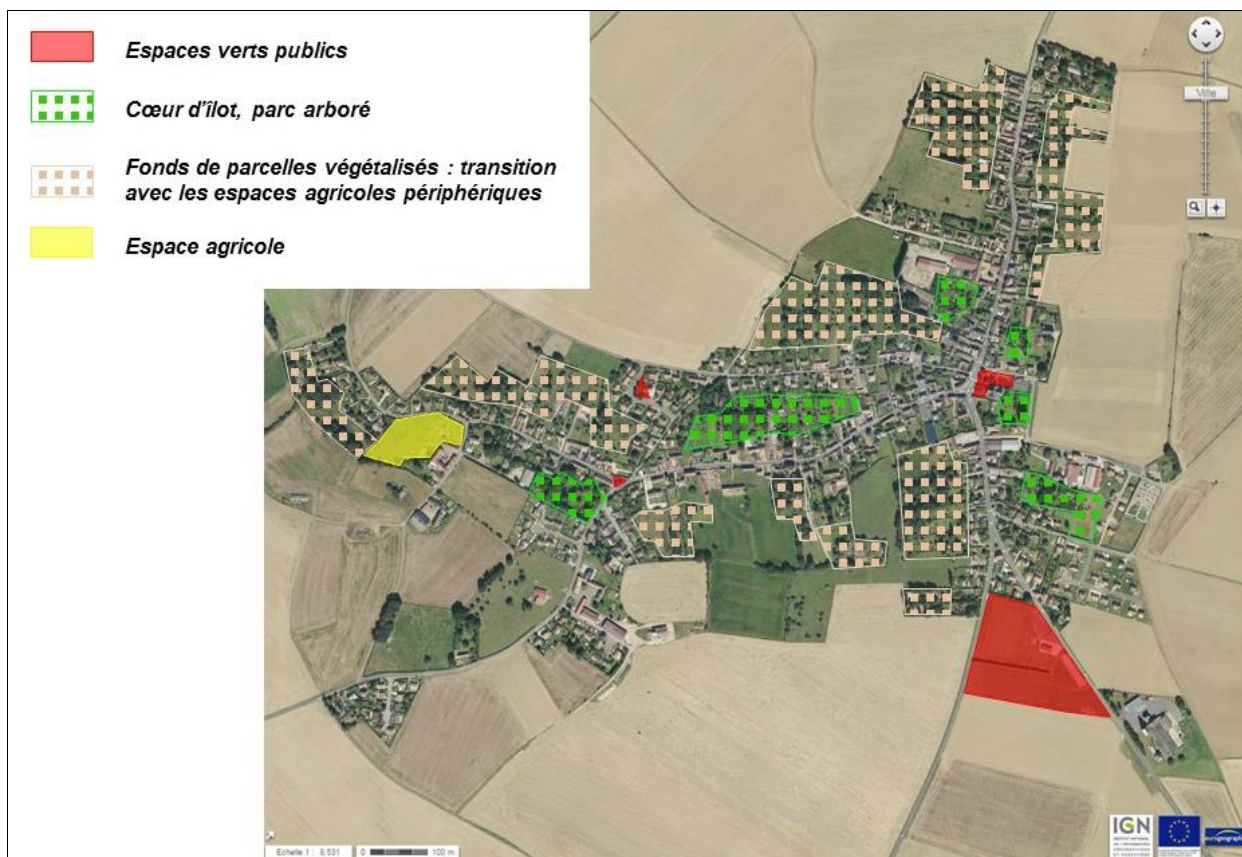 Espaces verts publics
Cœur d'îlot, parc arboré
Fonds de parcelles végétalisés : transition
avec les espaces agricoles périphériques
Espace agricole
Ville
Echelle 1 : 8,531
0
100 m
IGN